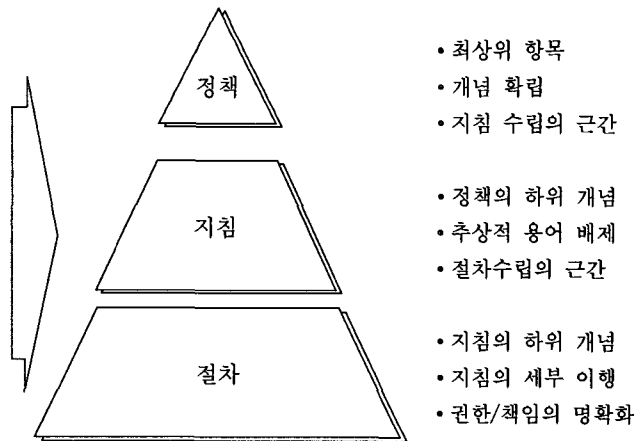 정책
• 최상위 항목
• 개념 확립
• 지침 수립의 근간
지침
• 정책의 하위 개념
• 추상적 용어 배제
• 절차수립의 근간
절차
• 지침의 하위 개념
• 지침의 세부 이행
• 권한/책임의 명확화